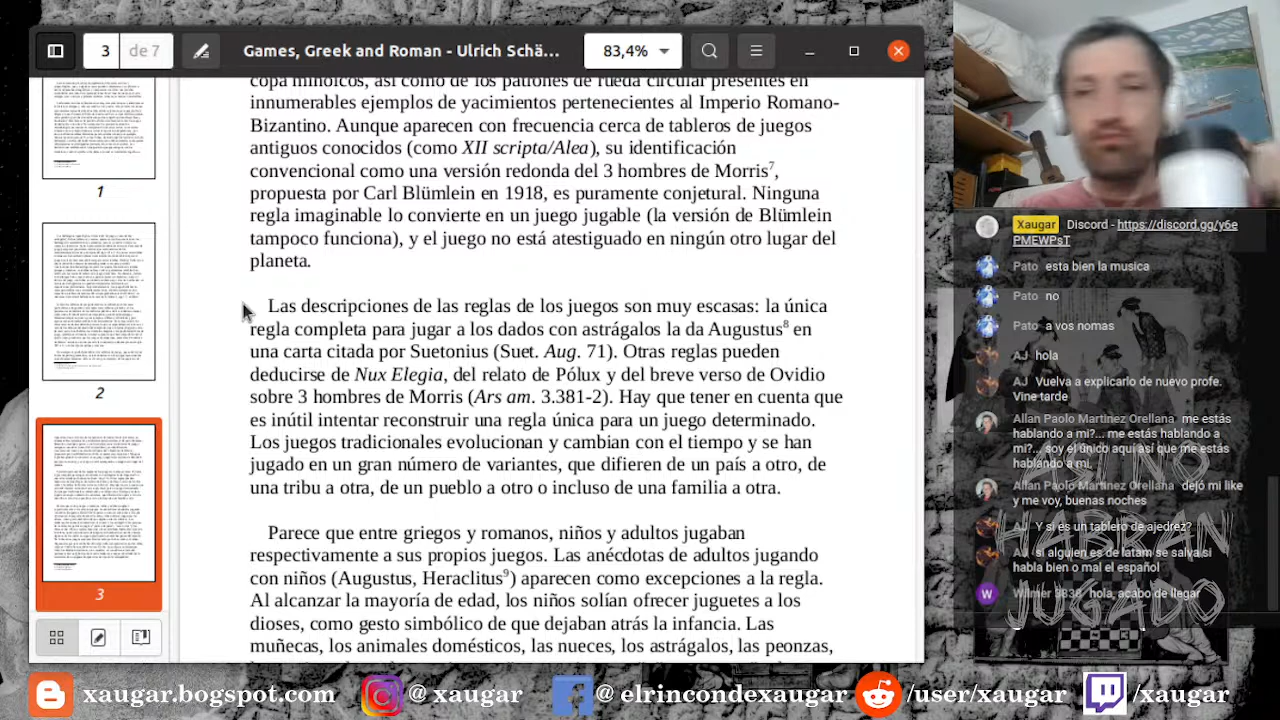 3 de 7
Games, Greek and Roman - Ulrich Schä...
83,4%
copa minoicos, así como de los
innumerables ejemplos en yacimientos pertenecientes al Imperio Romano-
Bizantino. Aunque aparecen con frecuencia cerca de tableros de juegos
antiguos conocidos (como XII scripta/Alea), su identificación
convencional como una versión redonda del 3 hombres de Morris7,
propuesta por Carl Blümlein en 1918, es puramente conjetural. Ninguna
regla imaginable lo convierte en un juego jugable (la versión de Blümlein
tampoco funciona), y el juego no está atestiguado en ningún otro lugar del
planeta.
Las descripciones de las reglas de los juegos son muy escasas: la única
regla completa para jugar a los dados con astrágalos la da Augustus8 en
una carta citada por Suetonius (Suet. Aug. 71). Otras reglas pueden
deducirse de Nux Elegia, del relato de Pólux y del breve verso de Ovidio
sobre 3 hombres de Morris (Ars am. 3.381-2). Hay que tener en cuenta que
es inútil intentar reconstruir una regla única para un juego determinado.
Los juegos tradicionales evolucionan, cambian con el tiempo y se han
jugado en un gran número de variantes, que difieren de un país a otro, de
una tribu a otra, de un pueblo a otro o incluso de una familia a otra.
Parece que entre griegos y romanos, niños y adultos jugaban
respectivamente a sus propios juegos. Las anécdotas de adultos jugando
con niños (Augustus, Heraclitus9) aparecen como excepciones a la regla.
Al alcanzar la mayoría de edad, los niños solían ofrecer juguetes a los
dioses, como gesto simbólico de que dejaban atrás la infancia. Las
muñecas, los animales domésticos, las nueces, los astrágalos, las peonzas,
1
2
3
Xaugar Discord - https://discord.gg/y6e
PMEWPsT
Pato esta bien la musica
Pato no
Pato a vos nomas
AJ hola
AJ Vuelva a explicarlo de nuevo profe.
Vine tarde
Allan Paolo Martinez Orellana me estás
hablando a mi?... me estás hablando a
mi?... soy el único aquí así que me estás
hablando a mi,
Allan Paolo Martinez Orellana dejó mi like
y me voy, buenas noches
AJ Y si es un tablero de ajedrez?
AJ si alguien es de latam se salva si
habla bien o mal el español
W Wilmer 3838 hola, acabo de llegar
HABRAN
JUGADO
xaugar.bogspot.com
@ xaugar
@ elrincondexaugar
/user/xaugar
/xaugar